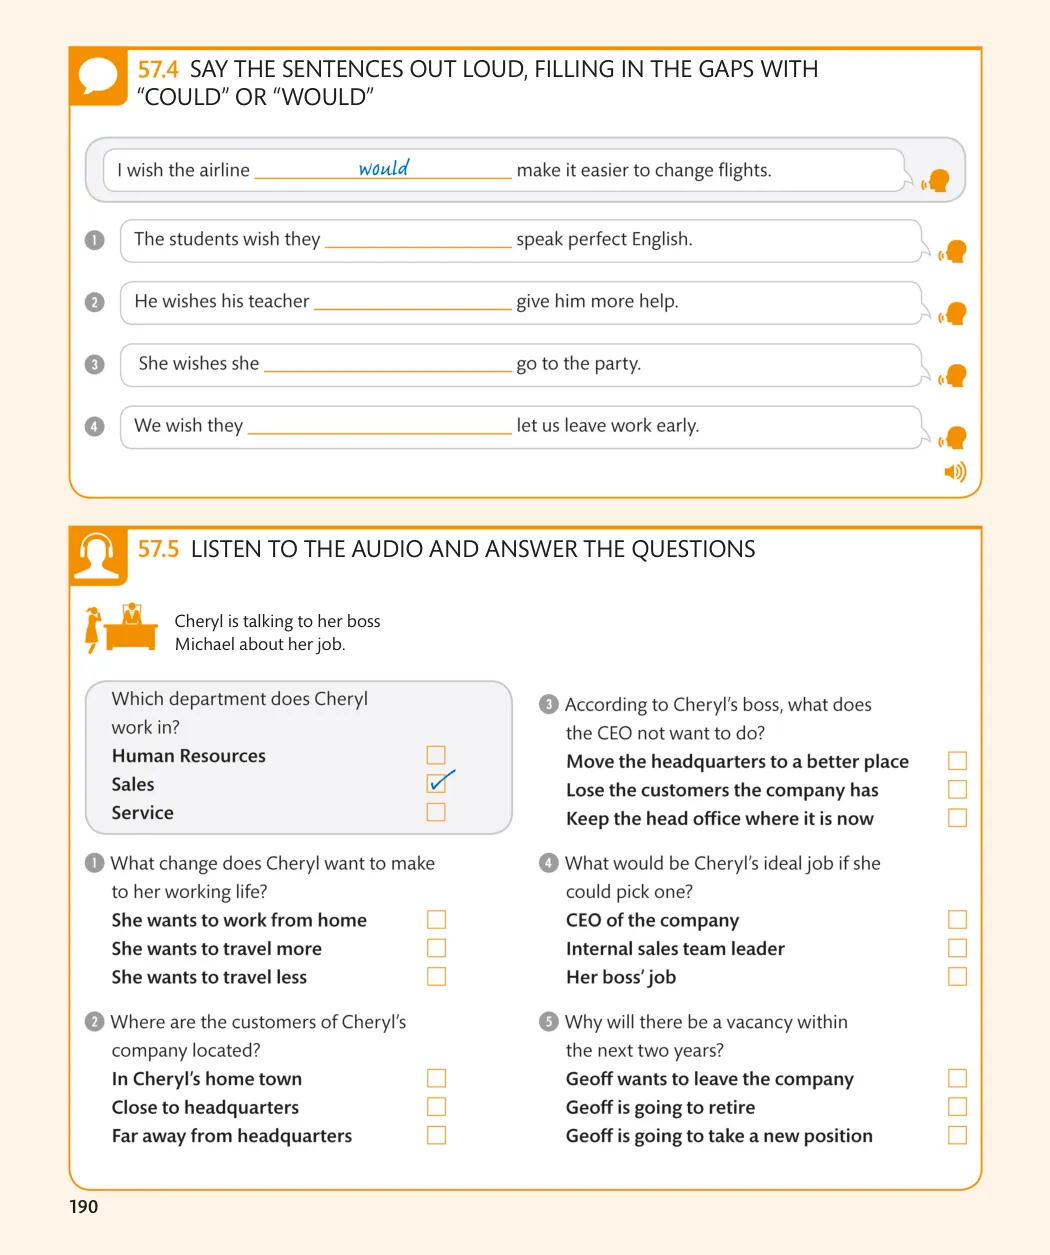 57.4 SAY THE SENTENCES OUT LOUD, FILLING IN THE GAPS WITH
“COULD” OR “WOULD”
I wish the airline would make it easier to change flights.
1 The students wish they speak perfect English.
2 He wishes his teacher give him more help.
3 She wishes she go to the party.
4 We wish they let us leave work early.
57.5 LISTEN TO THE AUDIO AND ANSWER THE QUESTIONS
Cheryl is talking to her boss
Michael about her job.
Which department does Cheryl
work in?
Human Resources
Sales
Service
1 What change does Cheryl want to make
to her working life?
She wants to work from home
She wants to travel more
She wants to travel less
2 Where are the customers of Cheryl’s
company located?
In Cheryl’s home town
Close to headquarters
Far away from headquarters
3 According to Cheryl’s boss, what does
the CEO not want to do?
Move the headquarters to a better place
Lose the customers the company has
Keep the head office where it is now
4 What would be Cheryl’s ideal job if she
could pick one?
CEO of the company
Internal sales team leader
Her boss’ job
5 Why will there be a vacancy within
the next two years?
Geoff wants to leave the company
Geoff is going to retire
Geoff is going to take a new position
190